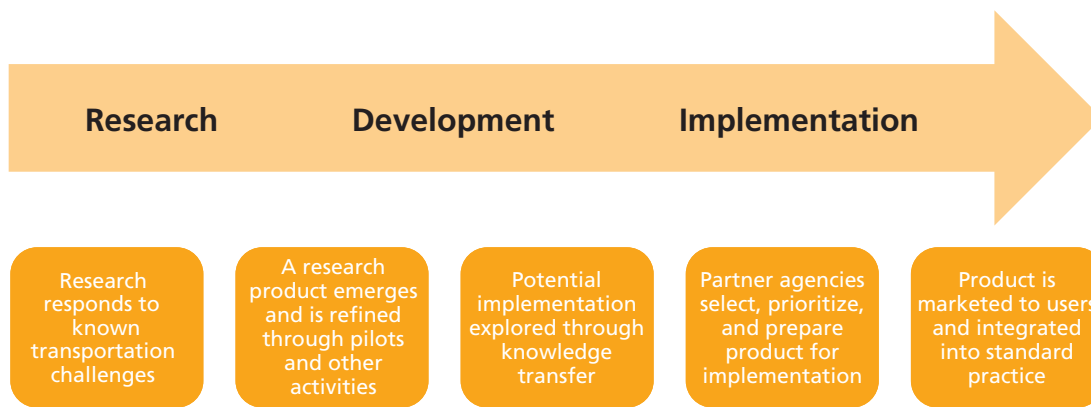 Research Development Implementation
Research
responds to
known
transportation
challenges
A research
product emerges
and is refined
through pilots
and other
activities
Potential
implementation
explored through
knowledge
transfer
Partner agencies
select, prioritize,
and prepare
product for
implementation
Product is
marketed to users
and integrated
into standard
practice